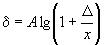 δ = A lg(1 + Δ/x)